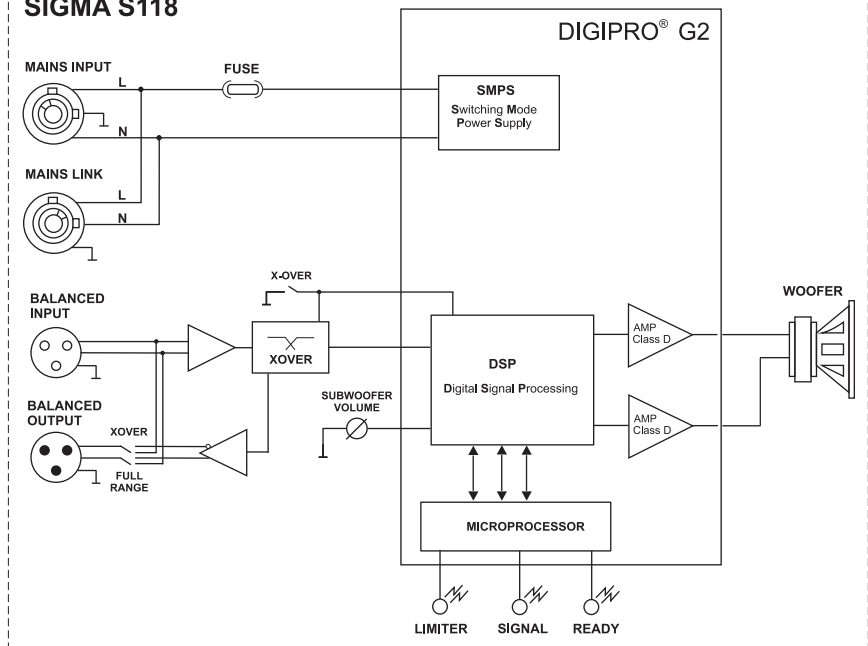 SIGMA S118
DIGIPRO® G2
MAINS INPUT
L
FUSE
N
SMPS
Switching Mode
Power Supply
MAINS LINK
L
N
X-OVER
BALANCED
INPUT
XOVER
DSP
Digital Signal Processing
AMP
Class D
WOOFER
SUBWOOFER
VOLUME
BALANCED
OUTPUT
XOVER
FULL
RANGE
AMP
Class D
MICROPROCESSOR
LIMITER
SIGNAL
READY